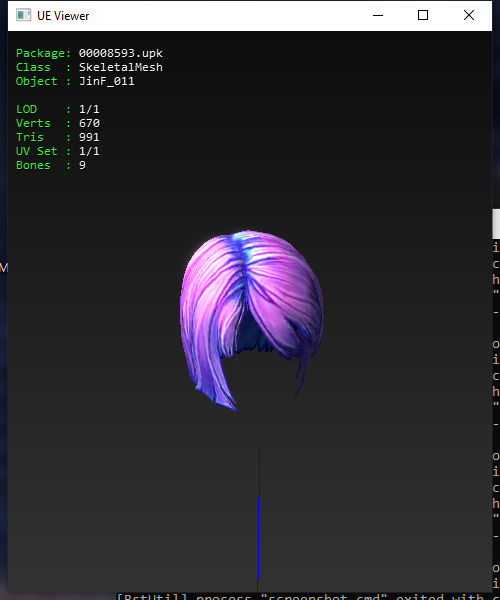 UE Viewer
Package: 00008593.upk
Class  : SkeletalMesh
Object : JinF_011
LOD    : 1/1
Verts  : 670
Tris   : 991
UV Set : 1/1
Bones  : 9
M
i
c
h
"
-
o
i
c
h
"
-
o
i
c
h
"
-
o
i
[BstUtil] process "screenshot.cmd" exited with c